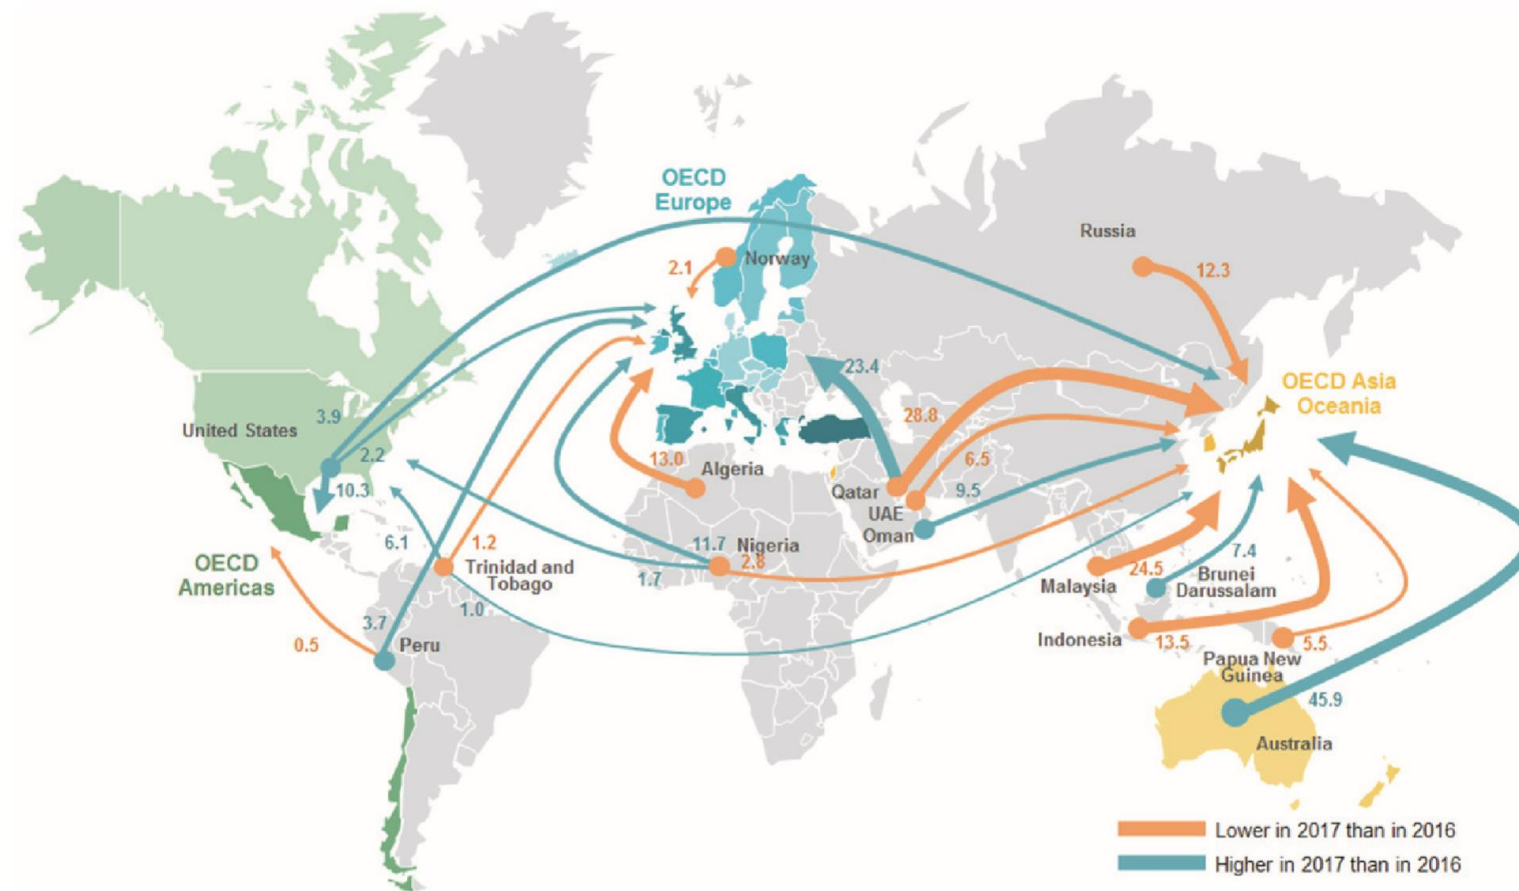 OECD
Europe
Russia
Norway
2.1
12.3
23.4
OECD Asia
Oceania
28.8
3.9
United States
2.2
13.0
Algeria
6.5
10.3
Qatar
9.5
UAE
Oman
6.1
1.2
11.7
Nigeria
2.8
7.4
OECD
Americas
Trinidad and
Tobago
1.7
24.5
Brunei
Darussalam
Malaysia
1.0
3.7
0.5
Peru
Indonesia
13.5
5.5
Papua New
Guinea
45.9
Australia
Lower in 2017 than in 2016
Higher in 2017 than in 2016